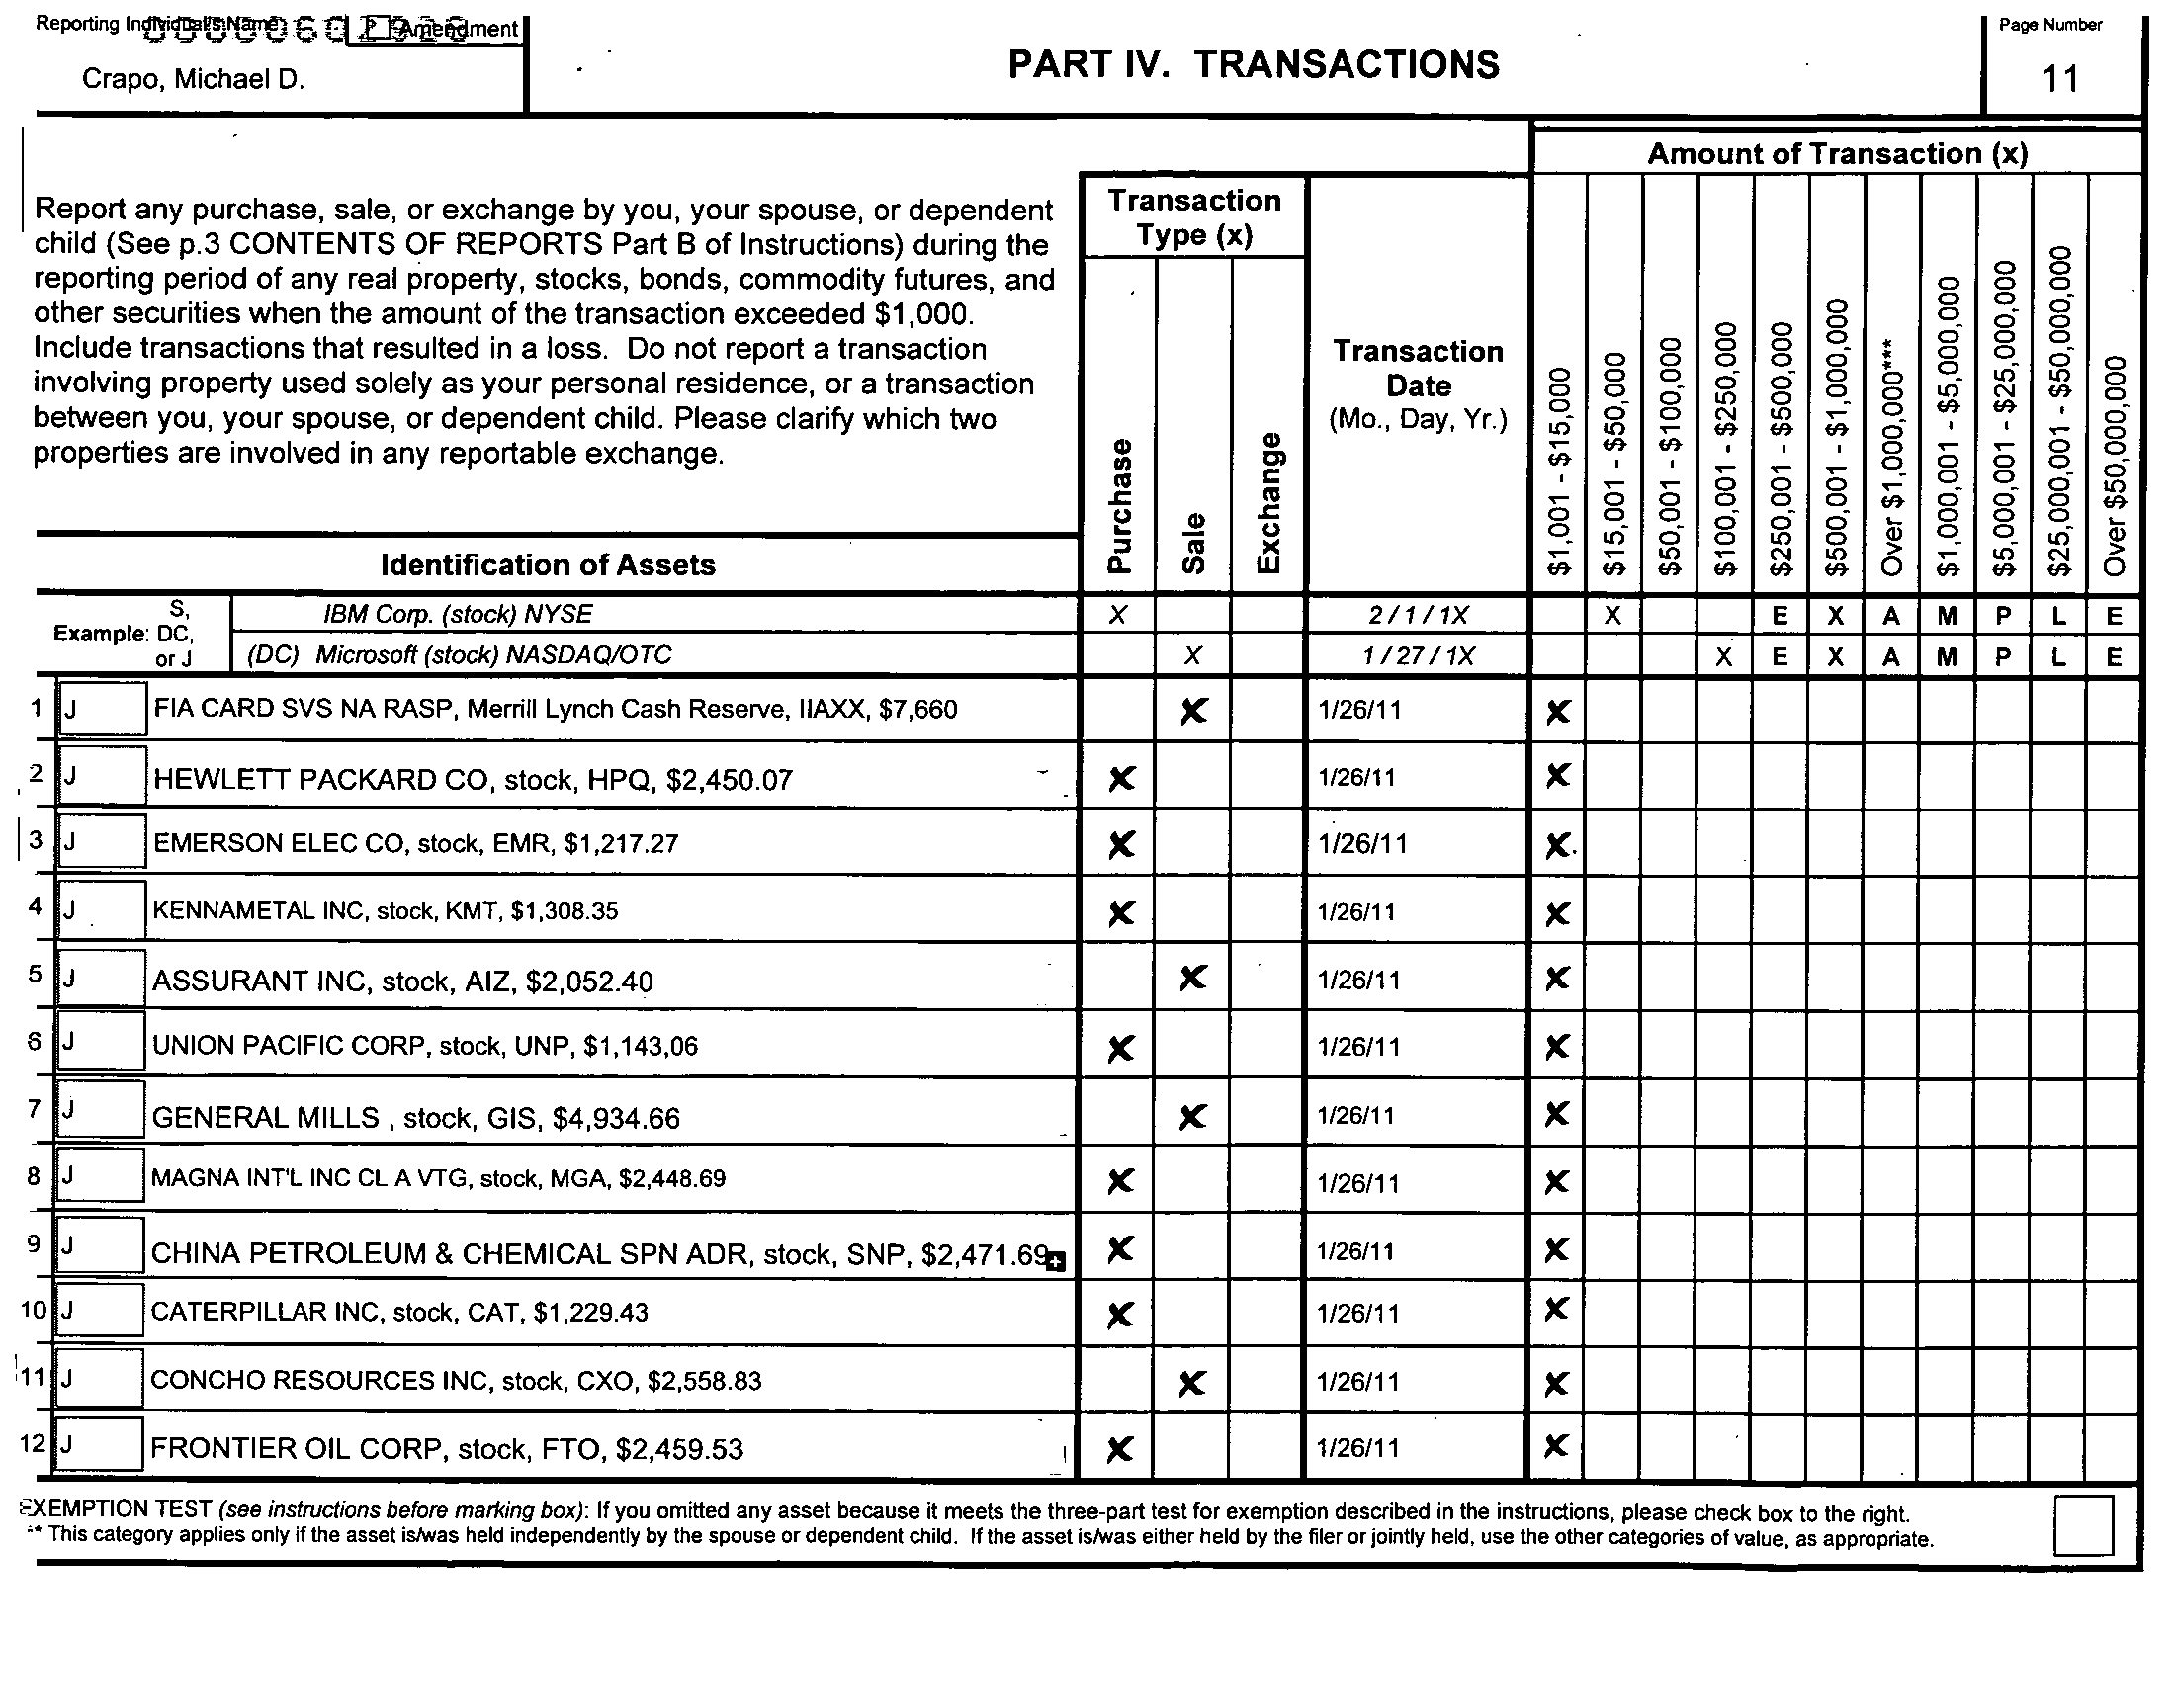 Reporting Individual's Name
Amendment
Crapo, Michael D.
PART IV. TRANSACTIONS
Page Number
11
Report any purchase, sale, or exchange by you, your spouse, or dependent
child (See p.3 CONTENTS OF REPORTS Part B of Instructions) during the
reporting period of any real property, stocks, bonds, commodity futures, and
other securities when the amount of the transaction exceeded $1,000.
Include transactions that resulted in a loss. Do not report a transaction
involving property used solely as your personal residence, or a transaction
between you, your spouse, or dependent child. Please clarify which two
properties are involved in any reportable exchange.
Identification of Assets
Transaction
Type (x)
Purchase
Sale
Exchange
Transaction
Date
(Mo., Day, Yr.)
Amount of Transaction (x)
$1,001 - $15,000
$15,001 - $50,000
$50,001 - $100,000
$100,001 - $250,000
$250,001 - $500,000
$500,001 - $1,000,000
Over $1,000,000***
$1,000,001 - $5,000,000
$5,000,001 - $25,000,000
$25,000,001 - $50,000,000
Over $50,000,000
Example: S, DC, or J
IBM Corp. (stock) NYSE X 2 / 1 / 1X X E X A M P L E
(DC) Microsoft (stock) NASDAQ/OTC X 1 / 27 / 1X X E X A M P L E
1 J FIA CARD SVS NA RASP, Merrill Lynch Cash Reserve, IIAXX, $7,660 X 1/26/11 X
2 J HEWLETT PACKARD CO, stock, HPQ, $2,450.07 X 1/26/11 X
3 J EMERSON ELEC CO, stock, EMR, $1,217.27 X 1/26/11 X
4 J KENNAMETAL INC, stock, KMT, $1,308.35 X 1/26/11 X
5 J ASSURANT INC, stock, AIZ, $2,052.40 X 1/26/11 X
6 J UNION PACIFIC CORP, stock, UNP, $1,143,06 X 1/26/11 X
7 J GENERAL MILLS , stock, GIS, $4,934.66 X 1/26/11 X
8 J MAGNA INT'L INC CL A VTG, stock, MGA, $2,448.69 X 1/26/11 X
9 J CHINA PETROLEUM & CHEMICAL SPN ADR, stock, SNP, $2,471.69 X 1/26/11 X
10 J CATERPILLAR INC, stock, CAT, $1,229.43 X 1/26/11 X
11 J CONCHO RESOURCES INC, stock, CXO, $2,558.83 X 1/26/11 X
12 J FRONTIER OIL CORP, stock, FTO, $2,459.53 X 1/26/11 X
EXEMPTION TEST (see instructions before marking box): If you omitted any asset because it meets the three-part test for exemption described in the instructions, please check box to the right.
** This category applies only if the asset is/was held independently by the spouse or dependent child. If the asset is/was either held by the filer or jointly held, use the other categories of value, as appropriate.